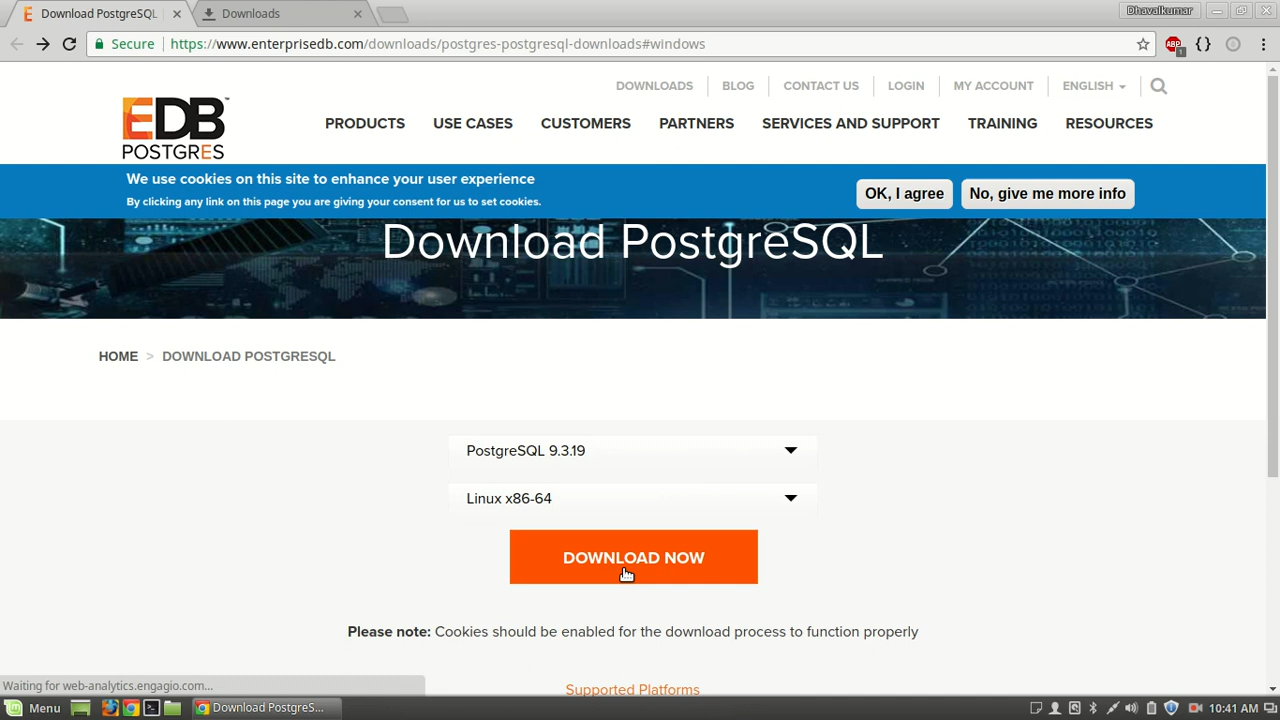 Download PostgreSQL
Downloads
Dhavalkumar
Secure
https://www.enterprisedb.com/downloads/postgres-postgresql-downloads#windows
ABP
1
DOWNLOADS
BLOG
CONTACT US
LOGIN
MY ACCOUNT
ENGLISH
EDB™
POSTGRES
PRODUCTS
USE CASES
CUSTOMERS
PARTNERS
SERVICES AND SUPPORT
TRAINING
RESOURCES
We use cookies on this site to enhance your user experience
By clicking any link on this page you are giving your consent for us to set cookies.
OK, I agree
No, give me more info
Download PostgreSQL
HOME > DOWNLOAD POSTGRESQL
PostgreSQL 9.3.19
Linux x86-64
DOWNLOAD NOW
Please note: Cookies should be enabled for the download process to function properly
Supported Platforms
Waiting for web-analytics.engagio.com...
Menu
Download PostgreS...
10:41 AM